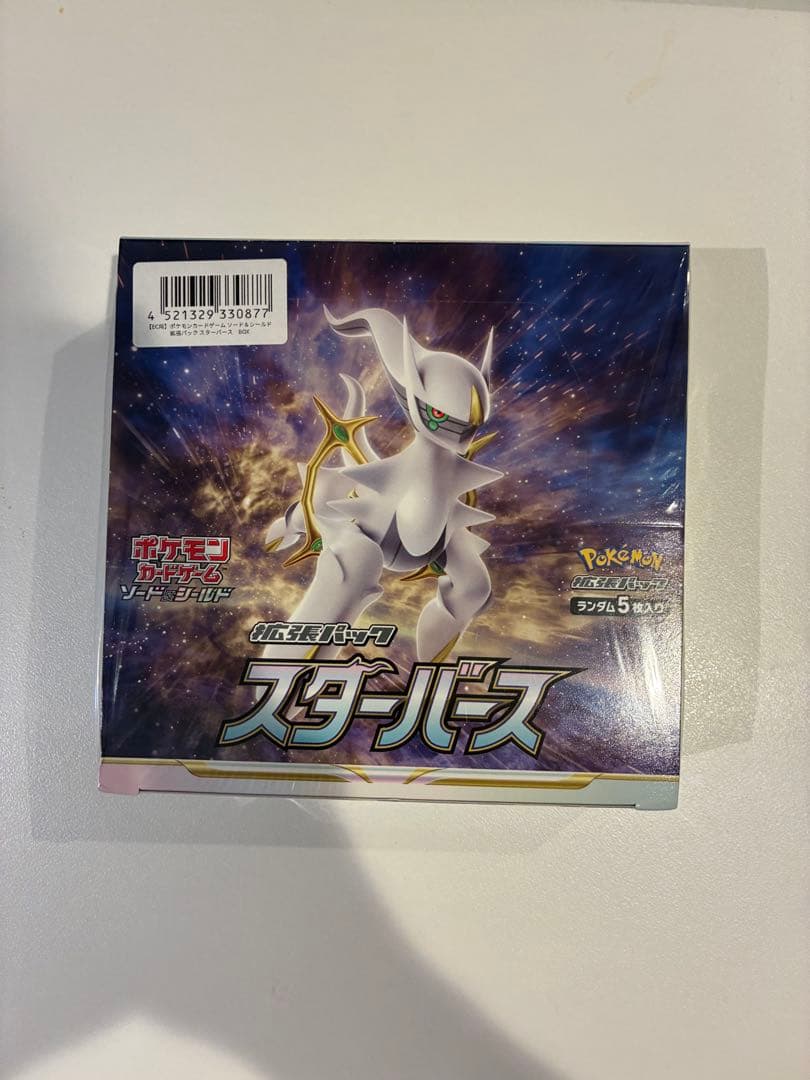 4 521329 330877
【EC用】ポケモンカードゲーム ソード&シールド
拡張パック スターバース BOX
ポケモン
カードゲーム
ソード&シールド
POKÉMON
拡張パック
ランダム5枚入り
拡張パック
スターバース